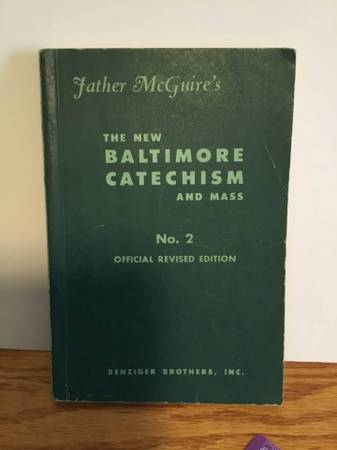 Father McGuire's
THE NEW
BALTIMORE
CATECHISM
AND MASS
No. 2
OFFICIAL REVISED EDITION
BENZIGER BROTHERS, INC.